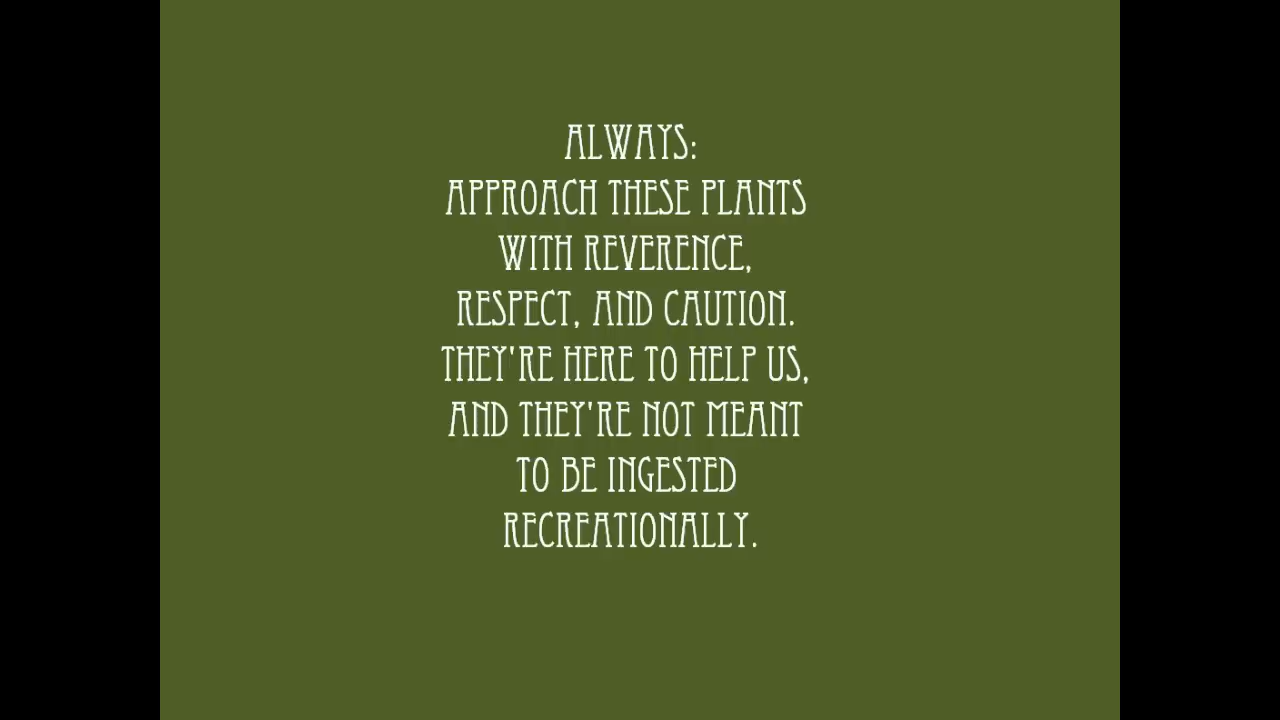 ALWAYS:
APPROACH THESE PLANTS
WITH REVERENCE,
RESPECT, AND CAUTION.
THEY'RE HERE TO HELP US,
AND THEY'RE NOT MEANT
TO BE INGESTED
RECREATIONALLY.